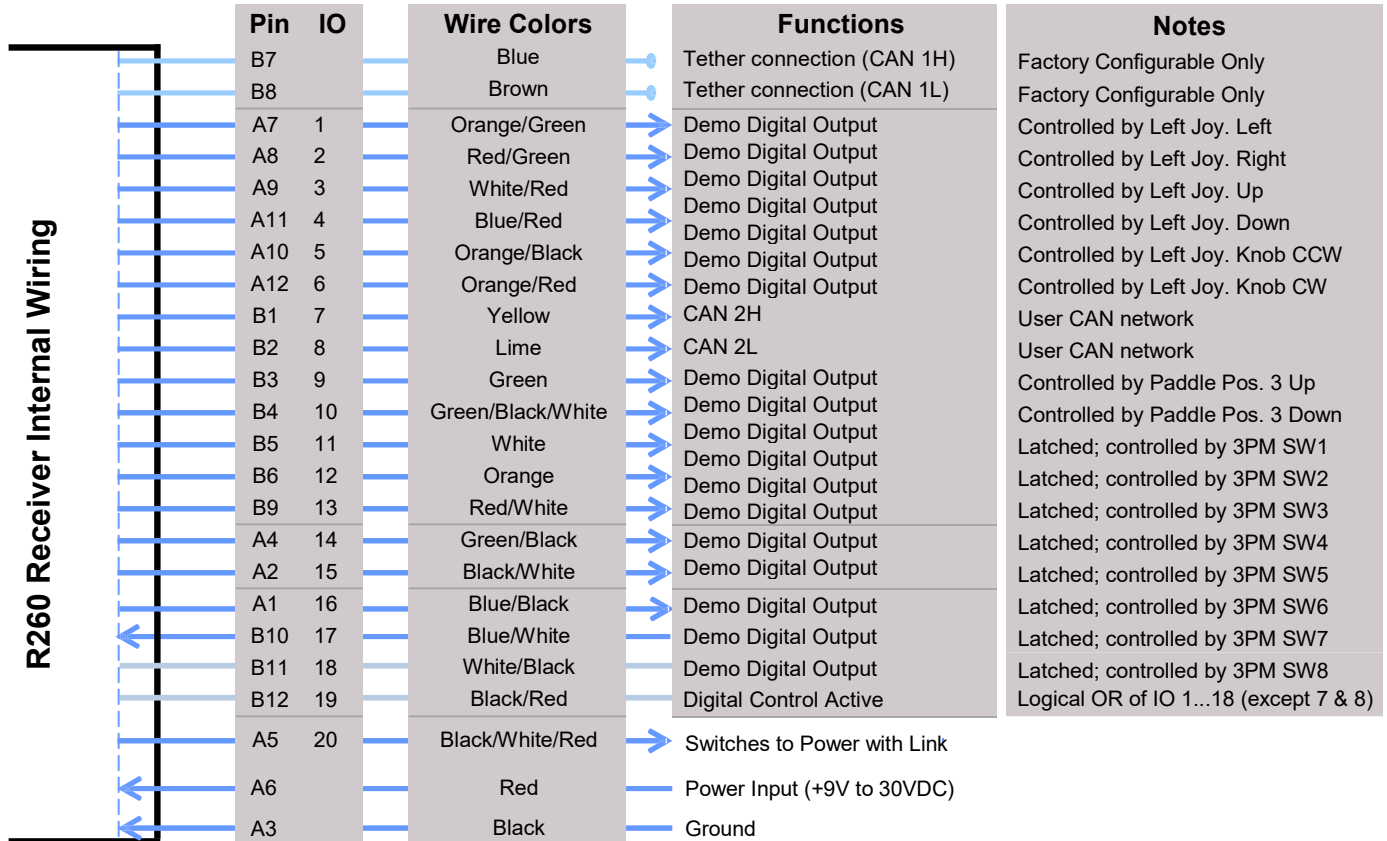 Pin IO Wire Colors Functions Notes
B7 Blue Tether connection (CAN 1H) Factory Configurable Only
B8 Brown Tether connection (CAN 1L) Factory Configurable Only
A7 1 Orange/Green Demo Digital Output Controlled by Left Joy. Left
A8 2 Red/Green Demo Digital Output Controlled by Left Joy. Right
A9 3 White/Red Demo Digital Output Controlled by Left Joy. Up
A11 4 Blue/Red Demo Digital Output Controlled by Left Joy. Down
Demo Digital Output
A10 5 Orange/Black Demo Digital Output Controlled by Left Joy. Knob CCW
A12 6 Orange/Red Demo Digital Output Controlled by Left Joy. Knob CW
B1 7 Yellow CAN 2H User CAN network
B2 8 Lime CAN 2L User CAN network
B3 9 Green Demo Digital Output Controlled by Paddle Pos. 3 Up
B4 10 Green/Black/White Demo Digital Output Controlled by Paddle Pos. 3 Down
B5 11 White Demo Digital Output Latched; controlled by 3PM SW1
Demo Digital Output
B6 12 Orange Demo Digital Output Latched; controlled by 3PM SW2
B9 13 Red/White Demo Digital Output Latched; controlled by 3PM SW3
A4 14 Green/Black Demo Digital Output Latched; controlled by 3PM SW4
A2 15 Black/White Demo Digital Output Latched; controlled by 3PM SW5
A1 16 Blue/Black Demo Digital Output Latched; controlled by 3PM SW6
B10 17 Blue/White Demo Digital Output Latched; controlled by 3PM SW7
B11 18 White/Black Demo Digital Output Latched; controlled by 3PM SW8
B12 19 Black/Red Digital Control Active Logical OR of IO 1...18 (except 7 & 8)
A5 20 Black/White/Red Switches to Power with Link
A6 Red Power Input (+9V to 30VDC)
A3 Black Ground
R260 Receiver Internal Wiring